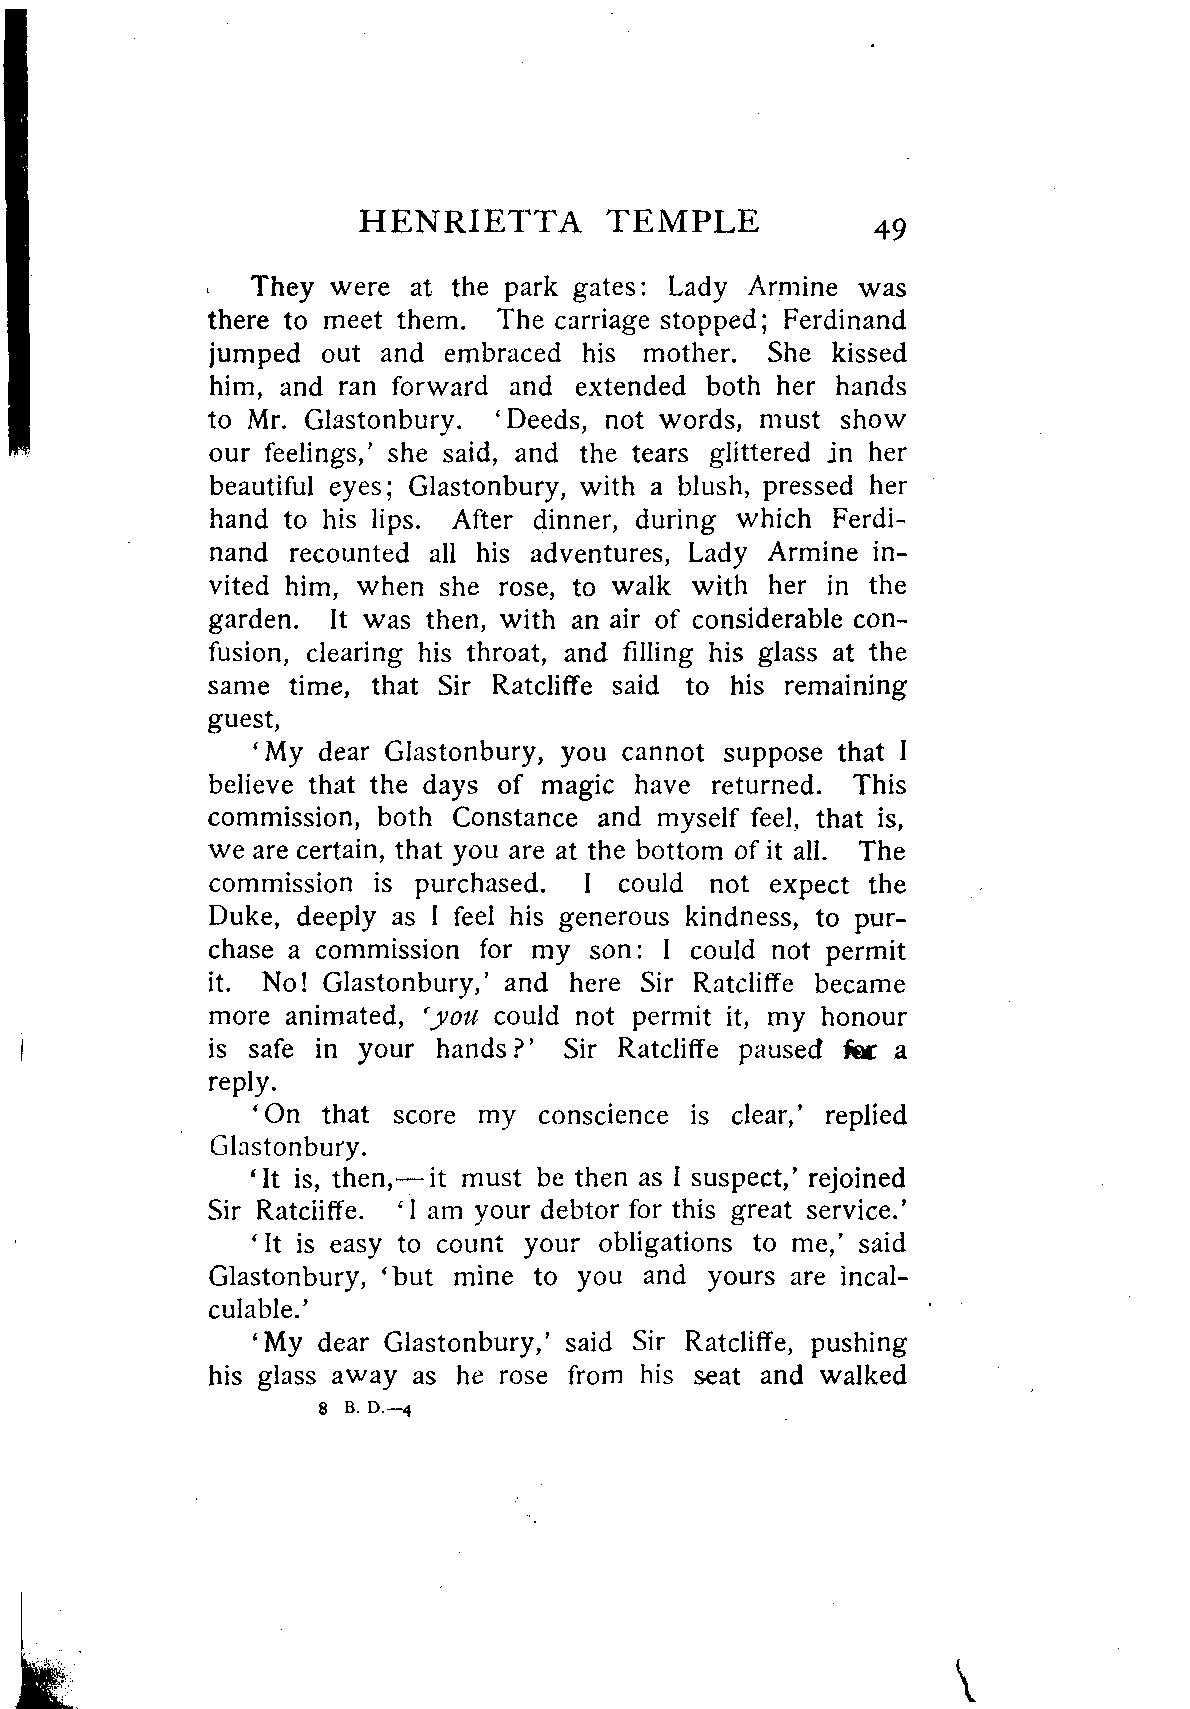 HENRIETTA TEMPLE 49
They were at the park gates: Lady Armine was
there to meet them. The carriage stopped; Ferdinand
jumped out and embraced his mother. She kissed
him, and ran forward and extended both her hands
to Mr. Glastonbury. ‘Deeds, not words, must show
our feelings,’ she said, and the tears glittered in her
beautiful eyes; Glastonbury, with a blush, pressed her
hand to his lips. After dinner, during which Ferdi-
nand recounted all his adventures, Lady Armine in-
vited him, when she rose, to walk with her in the
garden. It was then, with an air of considerable con-
fusion, clearing his throat, and filling his glass at the
same time, that Sir Ratcliffe said to his remaining
guest,
‘My dear Glastonbury, you cannot suppose that I
believe that the days of magic have returned. This
commission, both Constance and myself feel, that is,
we are certain, that you are at the bottom of it all. The
commission is purchased. I could not expect the
Duke, deeply as I feel his generous kindness, to pur-
chase a commission for my son: I could not permit
it. No! Glastonbury,’ and here Sir Ratcliffe became
more animated, ‘you could not permit it, my honour
is safe in your hands?’ Sir Ratcliffe paused for a
reply.
‘On that score my conscience is clear,’ replied
Glastonbury.
‘It is, then,—it must be then as I suspect,’ rejoined
Sir Ratcliffe. ‘I am your debtor for this great service.’
‘It is easy to count your obligations to me,’ said
Glastonbury, ‘but mine to you and yours are incal-
culable.’
‘My dear Glastonbury,’ said Sir Ratcliffe, pushing
his glass away as he rose from his seat and walked
8 B. D.—4